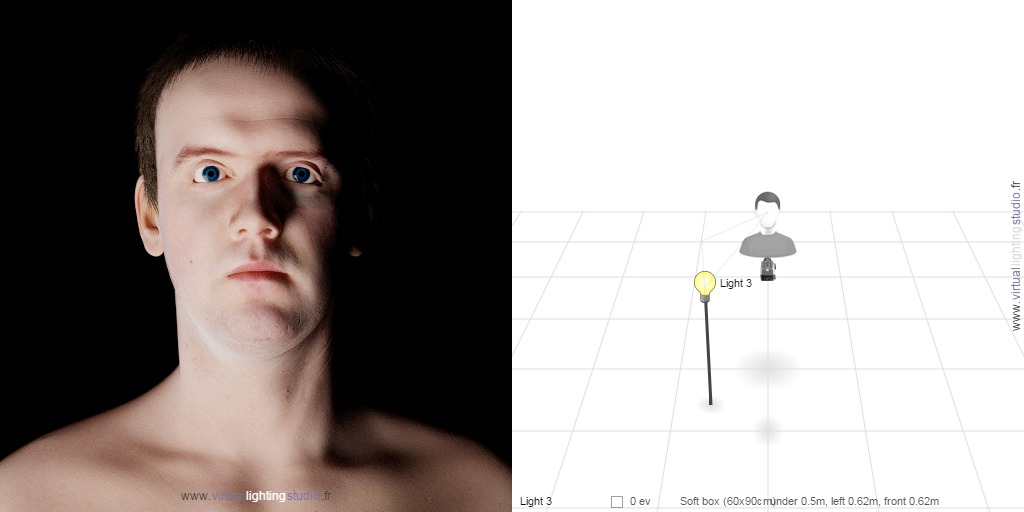 www.virtuallightingstudio.fr
Light 3
www.virtuallightingstudio.fr
Light 3
0 ev
Soft box (60x90cm)
under 0.5m, left 0.62m, front 0.62m